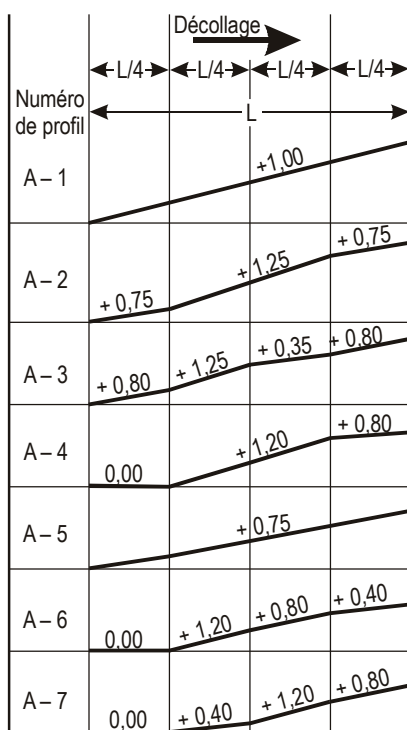 Décollage
L/4 L/4 L/4 L/4
L
Numéro
de profil
A – 1
+1,00
A – 2
+ 0,75
+ 1,25
+ 0,75
A – 3
+ 0,80
+ 1,25
+ 0,35
+ 0,80
A – 4
0,00
+ 1,20
+ 0,80
A – 5
+ 0,75
A – 6
0,00
+ 1,20
+ 0,80
+ 0,40
A – 7
0,00
+ 0,40
+ 1,20
+ 0,80